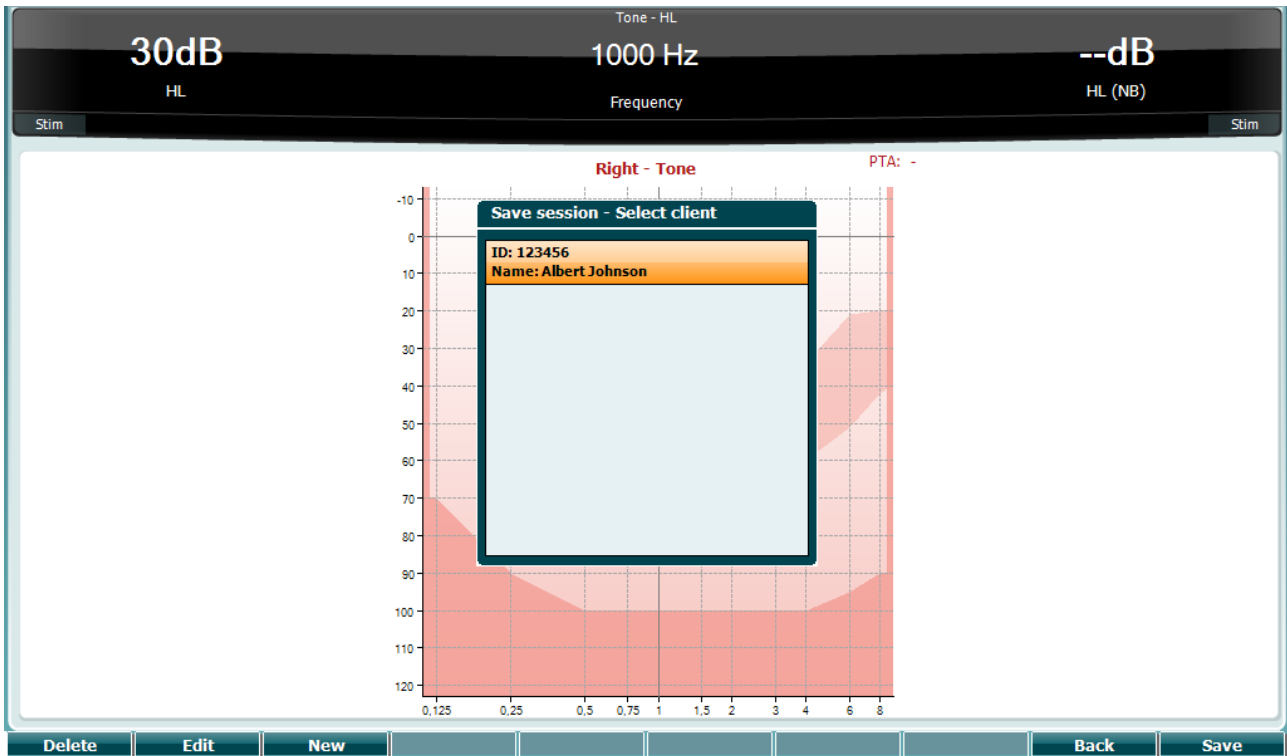 Tone - HL
30dB
1000 Hz
--dB
HL
Frequency
HL (NB)
Stim
Stim
Right - Tone
PTA: -
Save session - Select client
ID: 123456
Name: Albert Johnson
-10
0
10
20
30
40
50
60
70
80
90
100
110
120
0,125 0,25 0,5 0,75 1 1,5 2 3 4 6 8
Delete Edit New Back Save